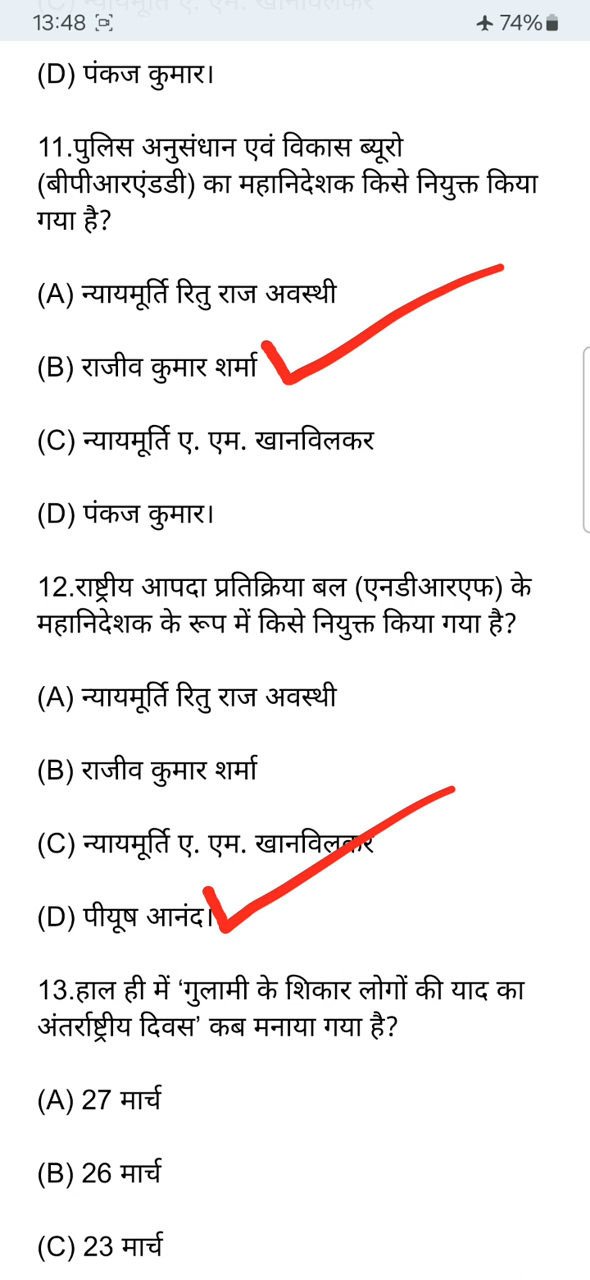 13:48
74%
(D) पंकज कुमार।
11.पुलिस अनुसंधान एवं विकास ब्यूरो
(बीपीआरएंडडी) का महानिदेशक किसे नियुक्त किया
गया है?
(A) न्यायमूर्ति रितु राज अवस्थी
(B) राजीव कुमार शर्मा
(C) न्यायमूर्ति ए. एम. खानविलकर
(D) पंकज कुमार।
12.राष्ट्रीय आपदा प्रतिक्रिया बल (एनडीआरएफ) के
महानिदेशक के रूप में किसे नियुक्त किया गया है?
(A) न्यायमूर्ति रितु राज अवस्थी
(B) राजीव कुमार शर्मा
(C) न्यायमूर्ति ए. एम. खानविलकर
(D) पीयूष आनंद।
13.हाल ही में ‘गुलामी के शिकार लोगों की याद का
अंतर्राष्ट्रीय दिवस’ कब मनाया गया है?
(A) 27 मार्च
(B) 26 मार्च
(C) 23 मार्च